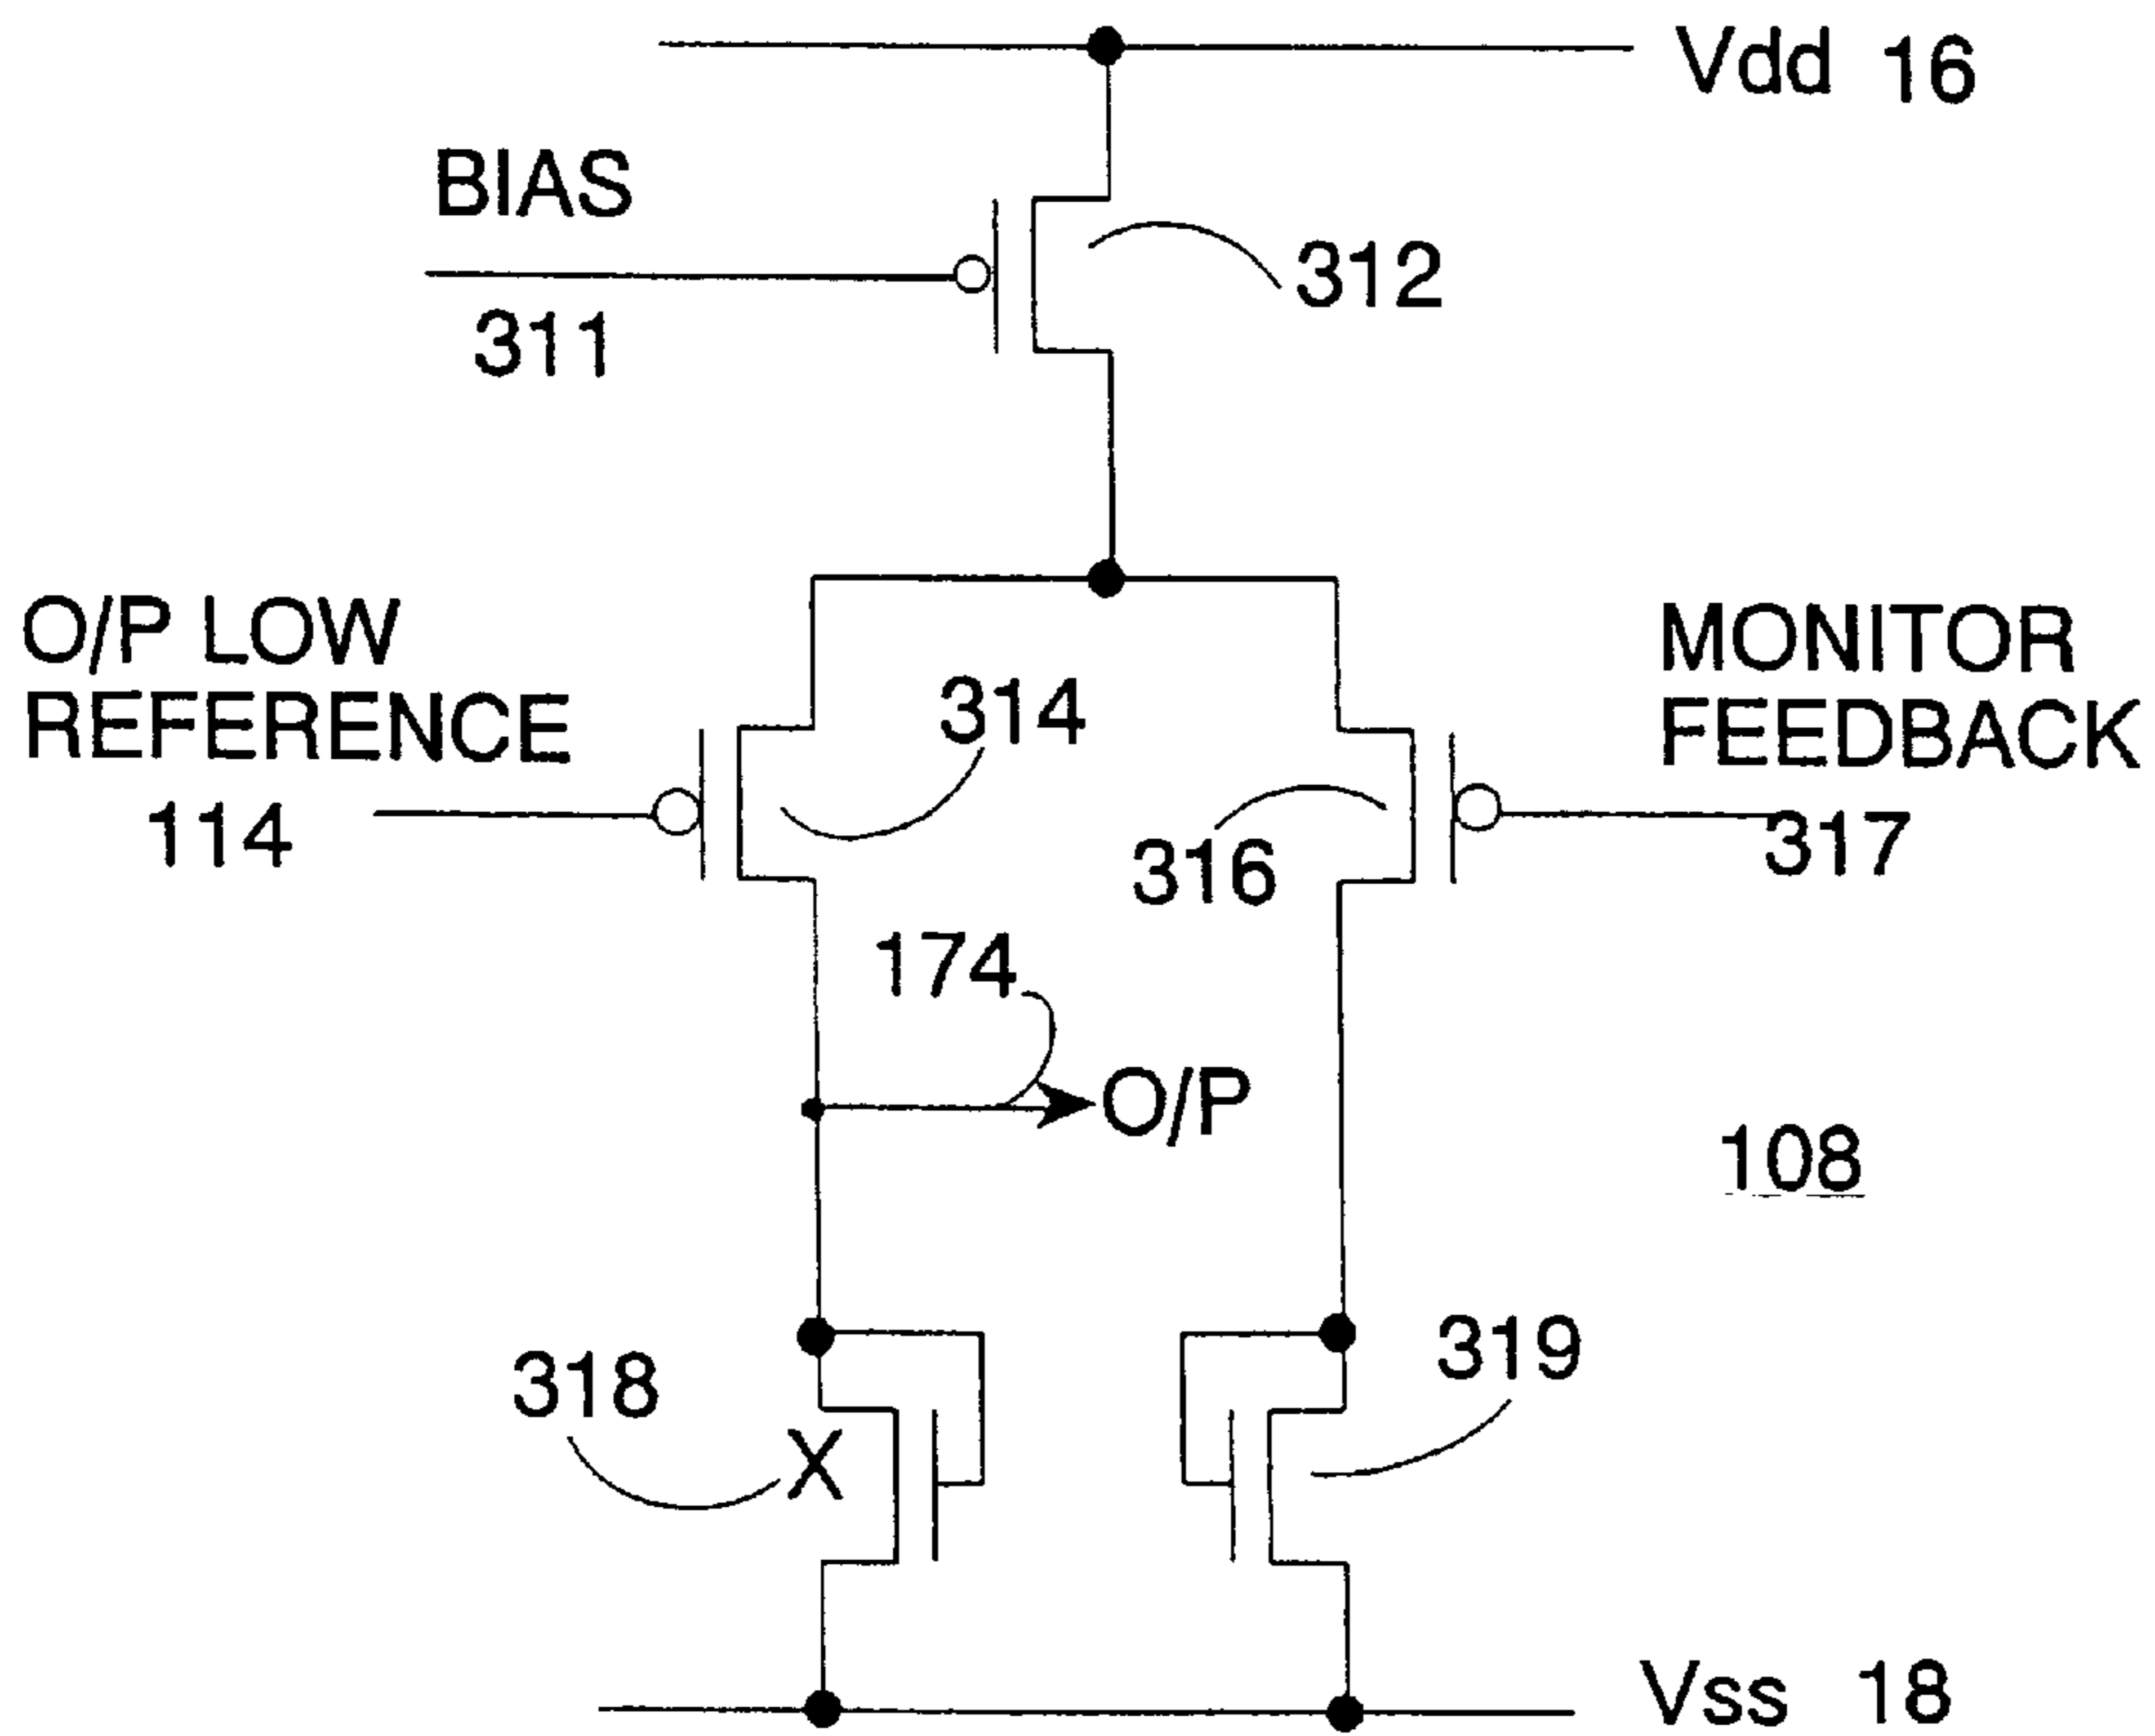 Vdd 16
BIAS
311
312
O/P LOW
REFERENCE
114
314
MONITOR
FEEDBACK
317
316
174
O/P
108
318
X
319
Vss 18